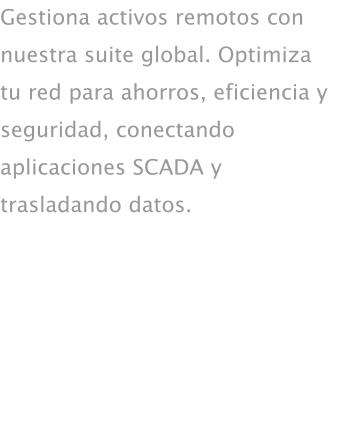 Gestiona activos remotos con
nuestra suite global. Optimiza
tu red para ahorros, eficiencia y
seguridad, conectando
aplicaciones SCADA y
trasladando datos.